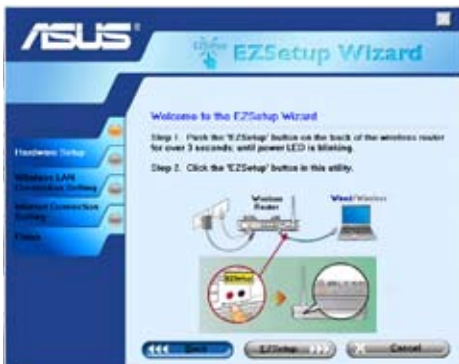 ASUS
EZSetup Wizard
Welcome to the EZSetup Wizard
Step 1. Push the 'EZSetup' button on the back of the wireless router
for over 3 seconds; until power LED is blinking.
Step 2. Click the 'EZSetup' button in this utility.
Hardware Setup
Wireless LAN
Connection Setting
Internet Connection
Setting
Finish
Wireless
Router
Wired/Wireless
EZSetup
Back
EZSetup
Cancel